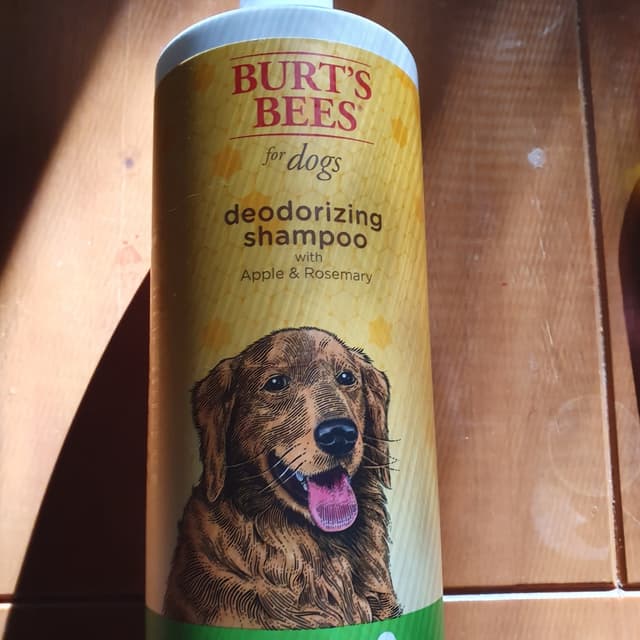 BURT'S
BEES®
for dogs
deodorizing
shampoo
with
Apple & Rosemary